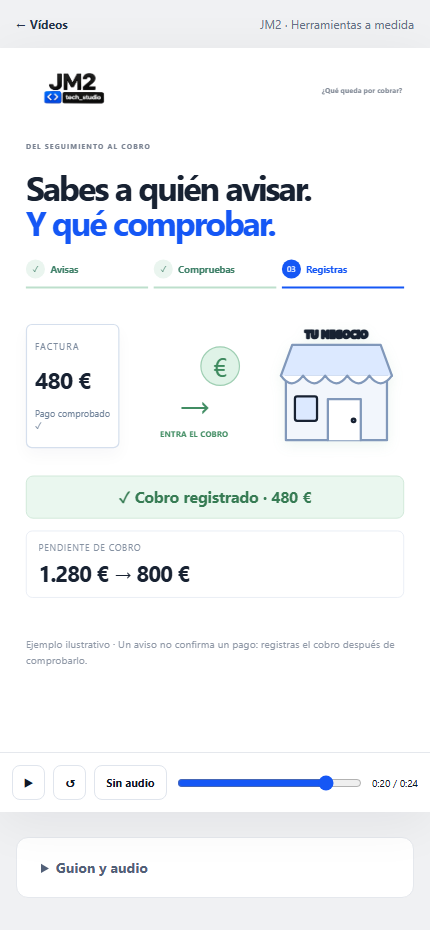 ← Vídeos
JM2 · Herramientas a medida
JM2
<> tech_studio
¿Qué queda por cobrar?
DEL SEGUIMIENTO AL COBRO
Sabes a quién avisar.
Y qué comprobar.
✓ Avisas
✓ Compruebas
03 Registras
FACTURA
480 €
Pago comprobado
✓
€
→
ENTRA EL COBRO
TU NEGOCIO
✓ Cobro registrado · 480 €
PENDIENTE DE COBRO
1.280 € → 800 €
Ejemplo ilustrativo · Un aviso no confirma un pago: registras el cobro después de
comprobarlo.
▶
↺
Sin audio
0:20 / 0:24
▶ Guion y audio